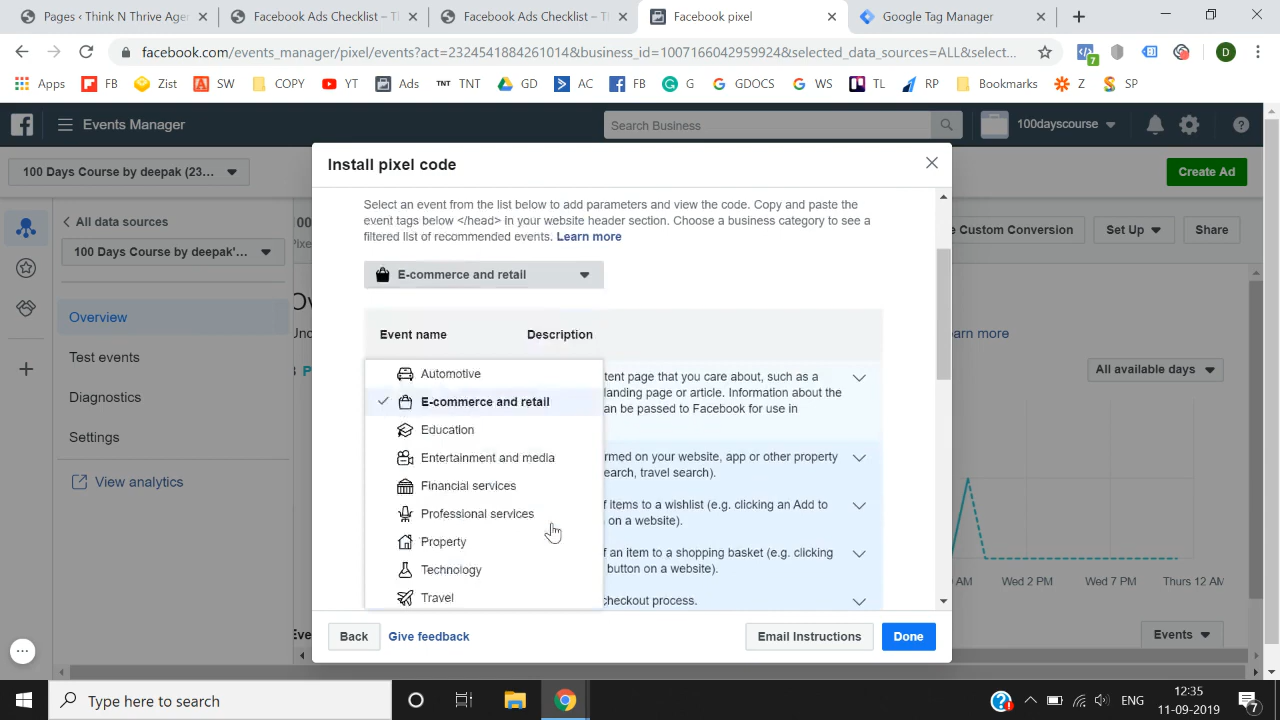 Pages < Think N Thrive Ager
Facebook Ads Checklist – Ti
Facebook Ads Checklist – Th
Facebook pixel
Google Tag Manager
facebook.com/events_manager/pixel/events?act=2324541884261014&business_id=1007166042959924&selected_data_sources=ALL&select...
7
D
Apps
FB
Zist
SW
COPY
YT
Ads
TNT TNT
GD
AC
FB
G
GDOCS
WS
TL
RP
Bookmarks
Z
SP
Events Manager
Search Business
100dayscourse
100 Days Course by deepak (23...
Create Ad
Install pixel code
All data sources
100 Days Course by deepak'...
e Custom Conversion
Set Up
Share
Overview
Test events
Diagnostics
Settings
View analytics
Select an event from the list below to add parameters and view the code. Copy and paste the
event tags below </head> in your website header section. Choose a business category to see a
filtered list of recommended events. Learn more
E-commerce and retail
Event name
Description
Automotive
E-commerce and retail
Education
Entertainment and media
Financial services
Professional services
Property
Technology
Travel
tent page that you care about, such as a
landing page or article. Information about the
an be passed to Facebook for use in
rmed on your website, app or other property
earch, travel search).
f items to a wishlist (e.g. clicking an Add to
on a website).
f an item to a shopping basket (e.g. clicking
button on a website).
checkout process.
earn more
All available days
AM
Wed 2 PM
Wed 7 PM
Thurs 12 AM
Events
Back
Give feedback
Email Instructions
Done
Type here to search
ENG
12:35
11-09-2019
7